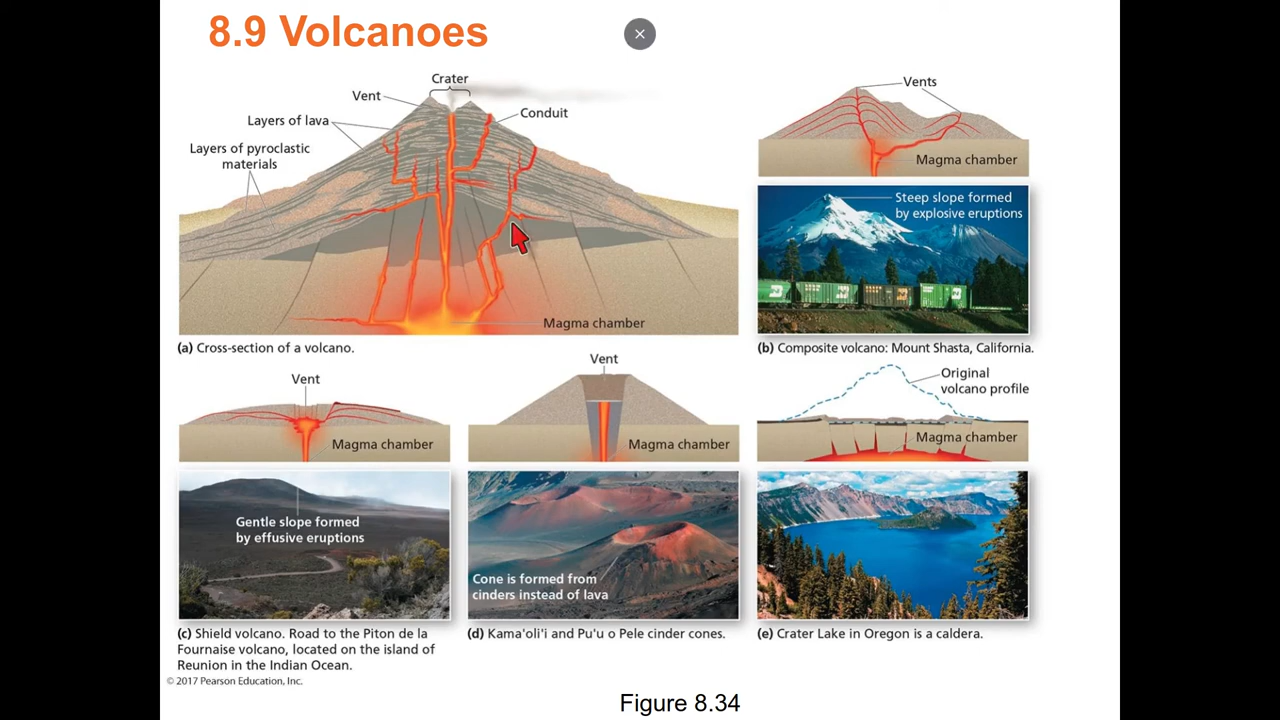 8.9 Volcanoes
Crater
Vent
Conduit
Layers of lava
Layers of pyroclastic
materials
Magma chamber
(a) Cross-section of a volcano.
Vents
Magma chamber
Steep slope formed
by explosive eruptions
(b) Composite volcano: Mount Shasta, California.
Vent
Magma chamber
Gentle slope formed
by effusive eruptions
(c) Shield volcano. Road to the Piton de la
Fournaise volcano, located on the island of
Reunion in the Indian Ocean.
Vent
Magma chamber
Cone is formed from
cinders instead of lava
(d) Kama'oli'i and Pu'u o Pele cinder cones.
Original
volcano profile
Magma chamber
(e) Crater Lake in Oregon is a caldera.
© 2017 Pearson Education, Inc.
Figure 8.34